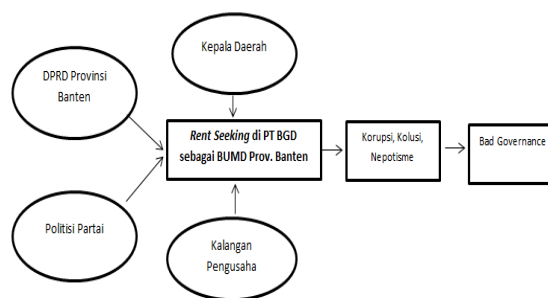 Kepala Daerah
DPRD Provinsi
Banten
Rent Seeking di PT BGD
sebagai BUMD Prov. Banten
Korupsi, Kolusi,
Nepotisme
Bad Governance
Politisi Partai
Kalangan
Pengusaha